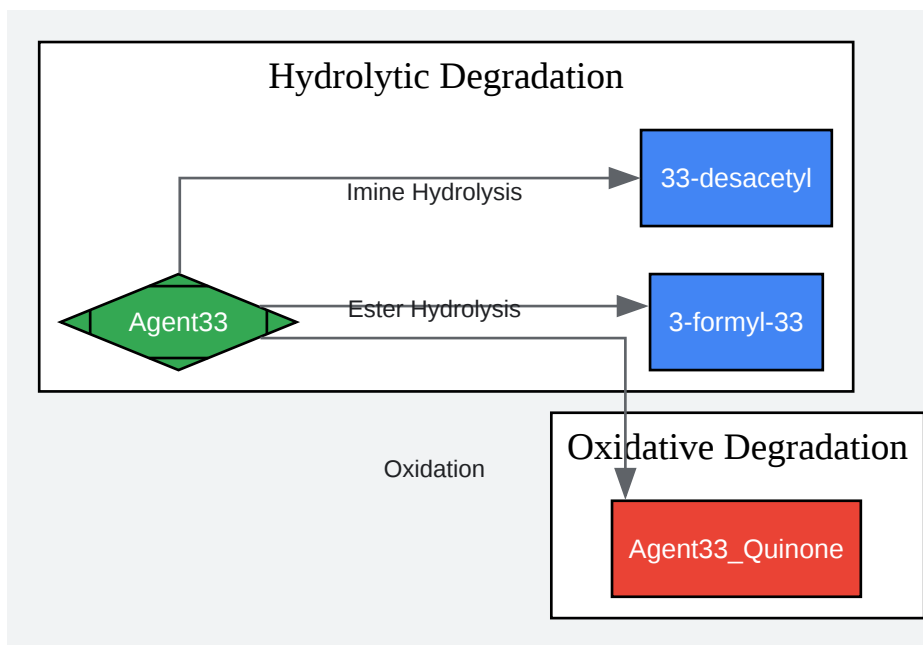 Hydrolytic Degradation
33-desacetyl
Imine Hydrolysis
Agent33
Ester Hydrolysis
3-formyl-33
Oxidative Degradation
Oxidation
Agent33_Quinone